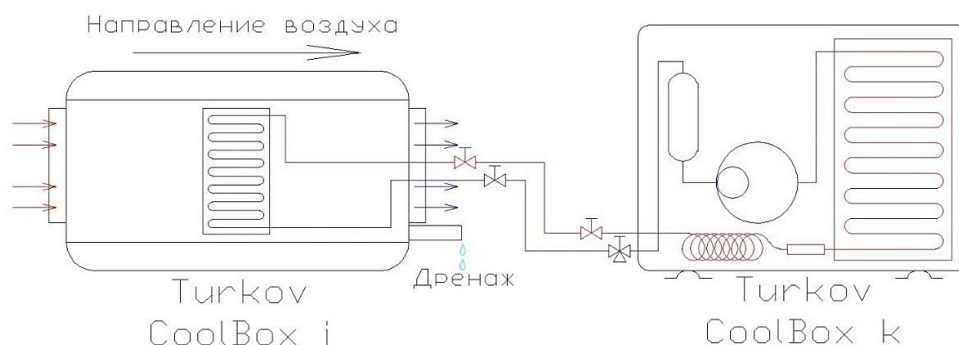 Направление воздуха
Дренаж
Turkov
CoolBox i
Turkov
CoolBox k